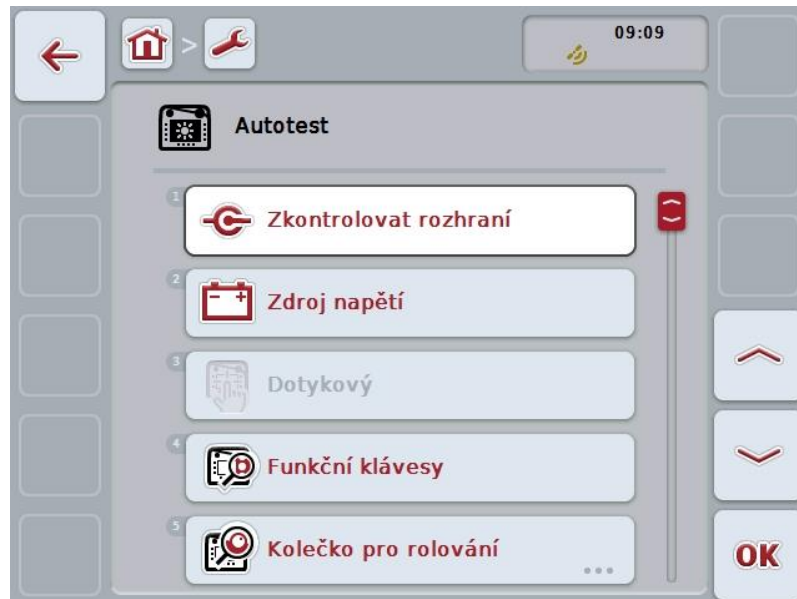 09:09
Autotest
1
Zkontrolovat rozhraní
2
Zdroj napětí
3
Dotykový
4
Funkční klávesy
5
Kolečko pro rolování
OK